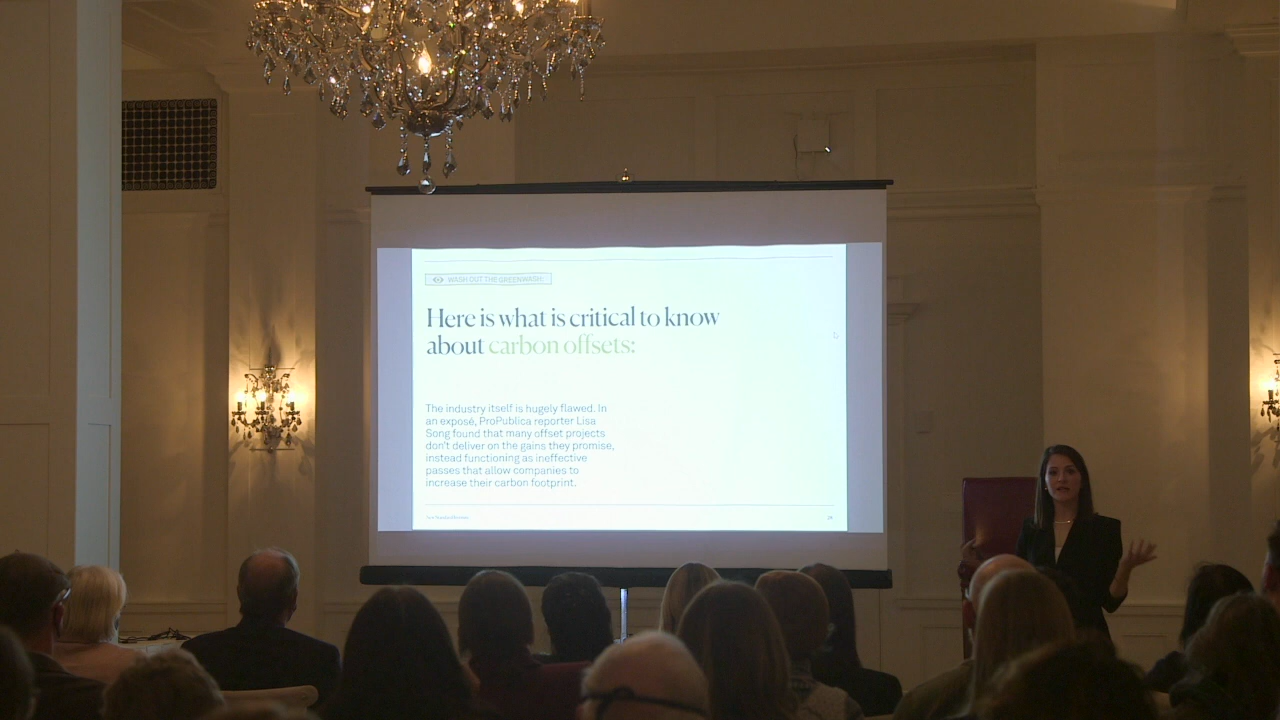 WASH OUT THE GREENWASH:
Here is what is critical to know
about carbon offsets:
The industry itself is hugely flawed. In
an exposé, ProPublica reporter Lisa
Song found that many offset projects
don't deliver on the gains they promise,
instead functioning as ineffective
passes that allow companies to
increase their carbon footprint.